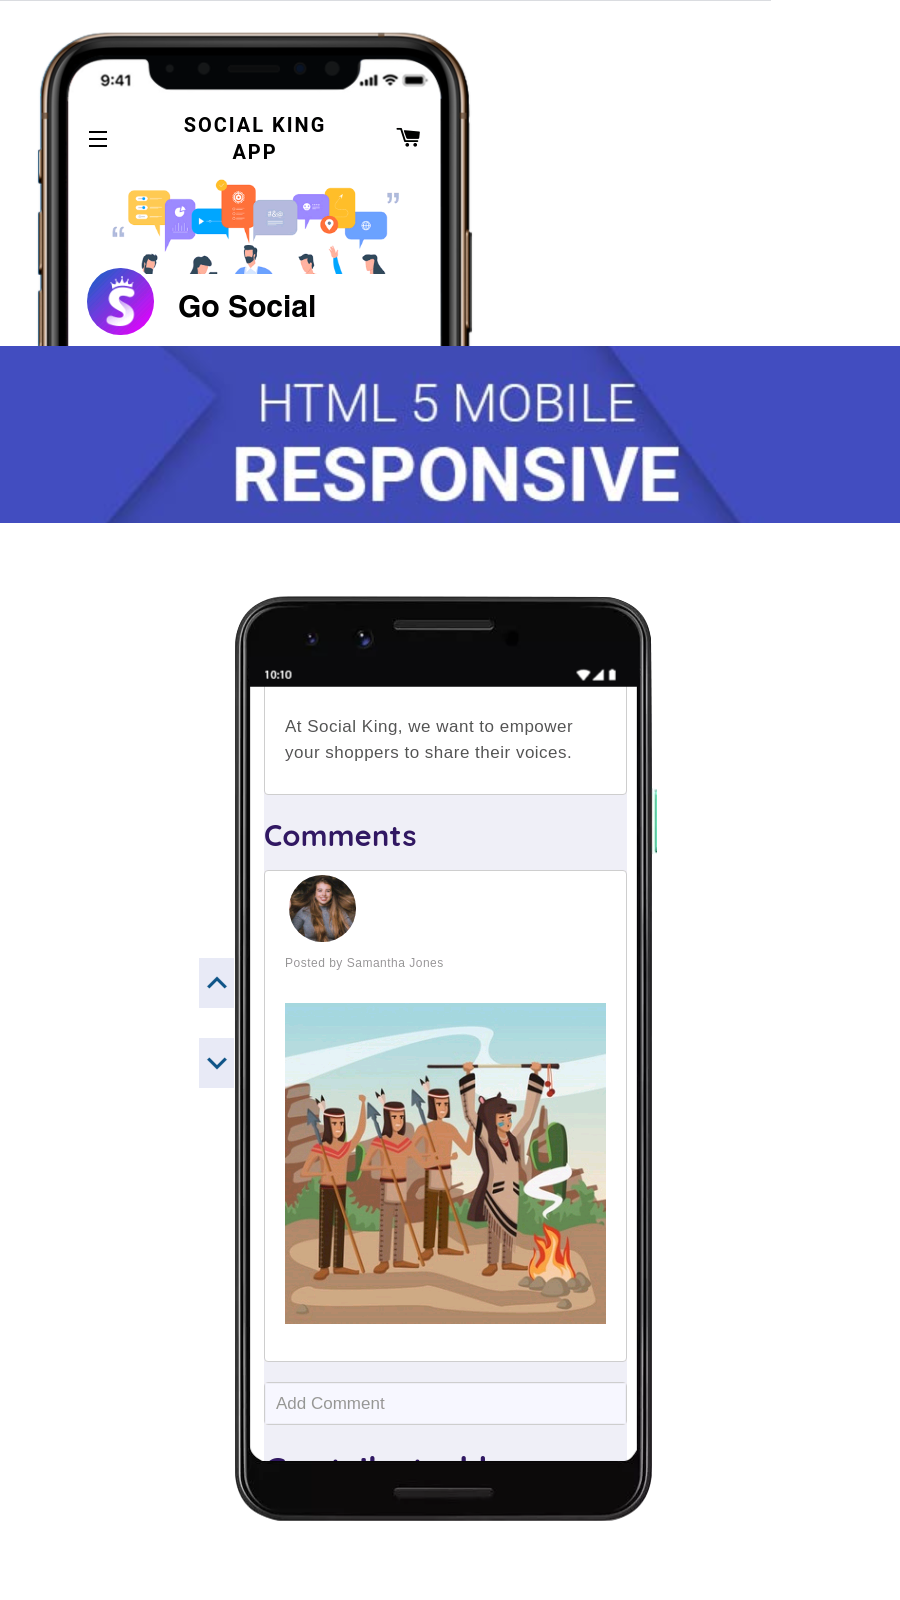 9:41
SOCIAL KING
APP
#&@
Go Social
HTML 5 MOBILE
RESPONSIVE
10:10
At Social King, we want to empower
your shoppers to share their voices.
Comments
Posted by Samantha Jones
Add Comment